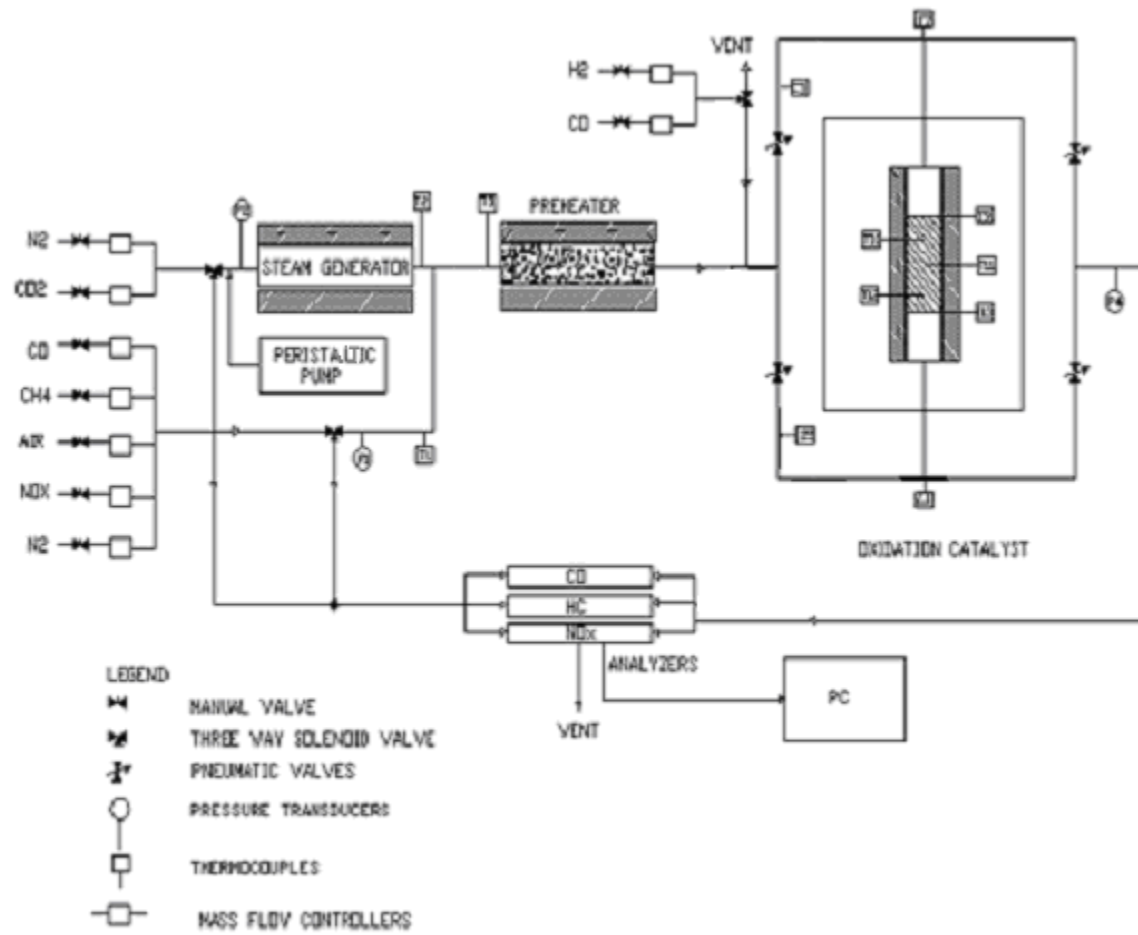 VENT
H2
CO
PREHEATER
N2
STEAM GENERATOR
CO2
PERISTALTIC
PUMP
CO
CH4
AIR
NOX
N2
OXIDATION CATALYST
CO
HC
NOx
ANALYZERS
VENT
PC
LEGEND
MANUAL VALVE
THREE WAY SOLENOID VALVE
PNEUMATIC VALVES
PRESSURE TRANSDUCERS
THERMOCOUPLES
MASS FLOW CONTROLLERS